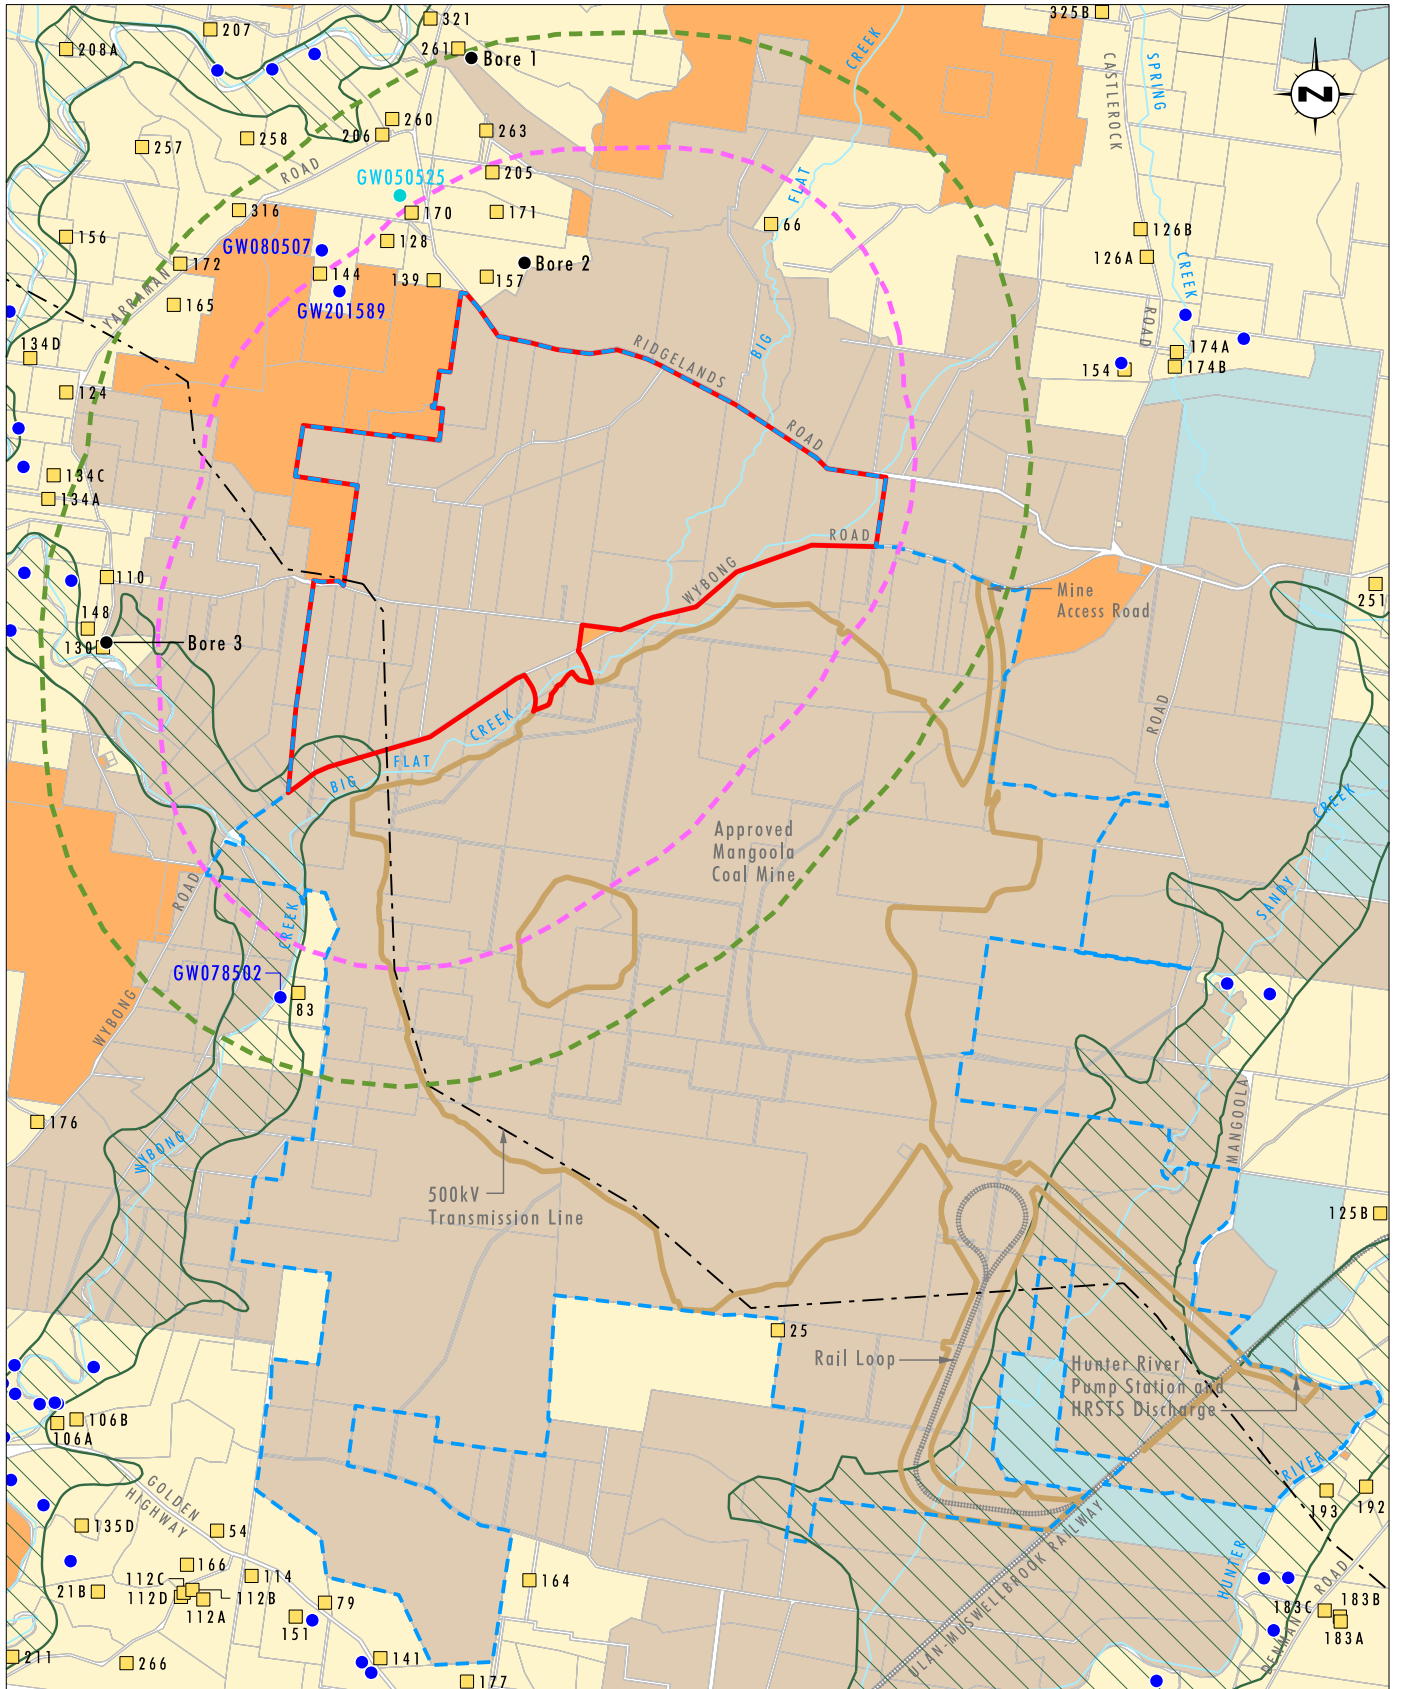 321
325B
207
208A
261
Bore 1
CREEK
CASTLEROCK
SPRING
N
260
206
263
258
257
ROAD
GW050525
205
FLAT
316
170
171
66
156
GW080507
128
126B
172
144
139
157
Bore 2
126A
CREEK
YARRAMAN
165
GW201589
RIDGELANDS
BIG
ROAD
134D
174A
154
174B
124
ROAD
134C
134A
ROAD
WYBONG
110
Mine
Access Road
251
148
130
Bore 3
ROAD
CREEK
FLAT
BIG
CREEK
Approved
Mangoola
Coal Mine
ROAD
SANDY
CREEK
GW078502
83
WYBONG
176
WYBONG
MANGOOLA
500kV
Transmission Line
125B
25
Rail Loop
Hunter River
Pump Station and
HRSTS Discharge
106B
106A
RIVER
GOLDEN
HIGHWAY
193
192
135D
54
166
112C
114
164
HUNTER
ROAD
21B
112D
112B
112A
79
183C
183B
151
183A
ULAN-MUSWELLBROOK RAILWAY
DENMAN
211
266
141
177